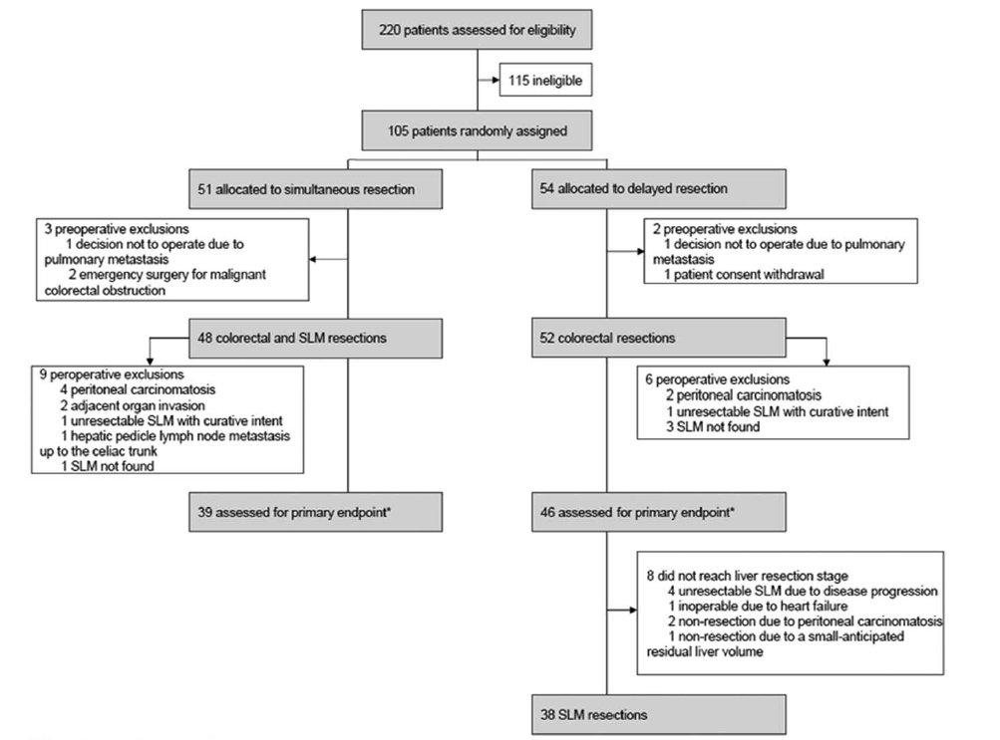 220 patients assessed for eligibility
115 ineligible
105 patients randomly assigned
51 allocated to simultaneous resection
54 allocated to delayed resection
3 preoperative exclusions
1 decision not to operate due to
pulmonary metastasis
2 emergency surgery for malignant
colorectal obstruction
2 preoperative exclusions
1 decision not to operate due to pulmonary
metastasis
1 patient consent withdrawal
48 colorectal and SLM resections
52 colorectal resections
9 peroperative exclusions
4 peritoneal carcinomatosis
2 adjacent organ invasion
1 unresectable SLM with curative intent
1 hepatic pedicle lymph node metastasis
up to the celiac trunk
1 SLM not found
6 peroperative exclusions
2 peritoneal carcinomatosis
1 unresectable SLM with curative intent
3 SLM not found
39 assessed for primary endpoint*
46 assessed for primary endpoint*
8 did not reach liver resection stage
4 unresectable SLM due to disease progression
1 inoperable due to heart failure
2 non-resection due to peritoneal carcinomatosis
1 non-resection due to a small-anticipated
residual liver volume
38 SLM resections